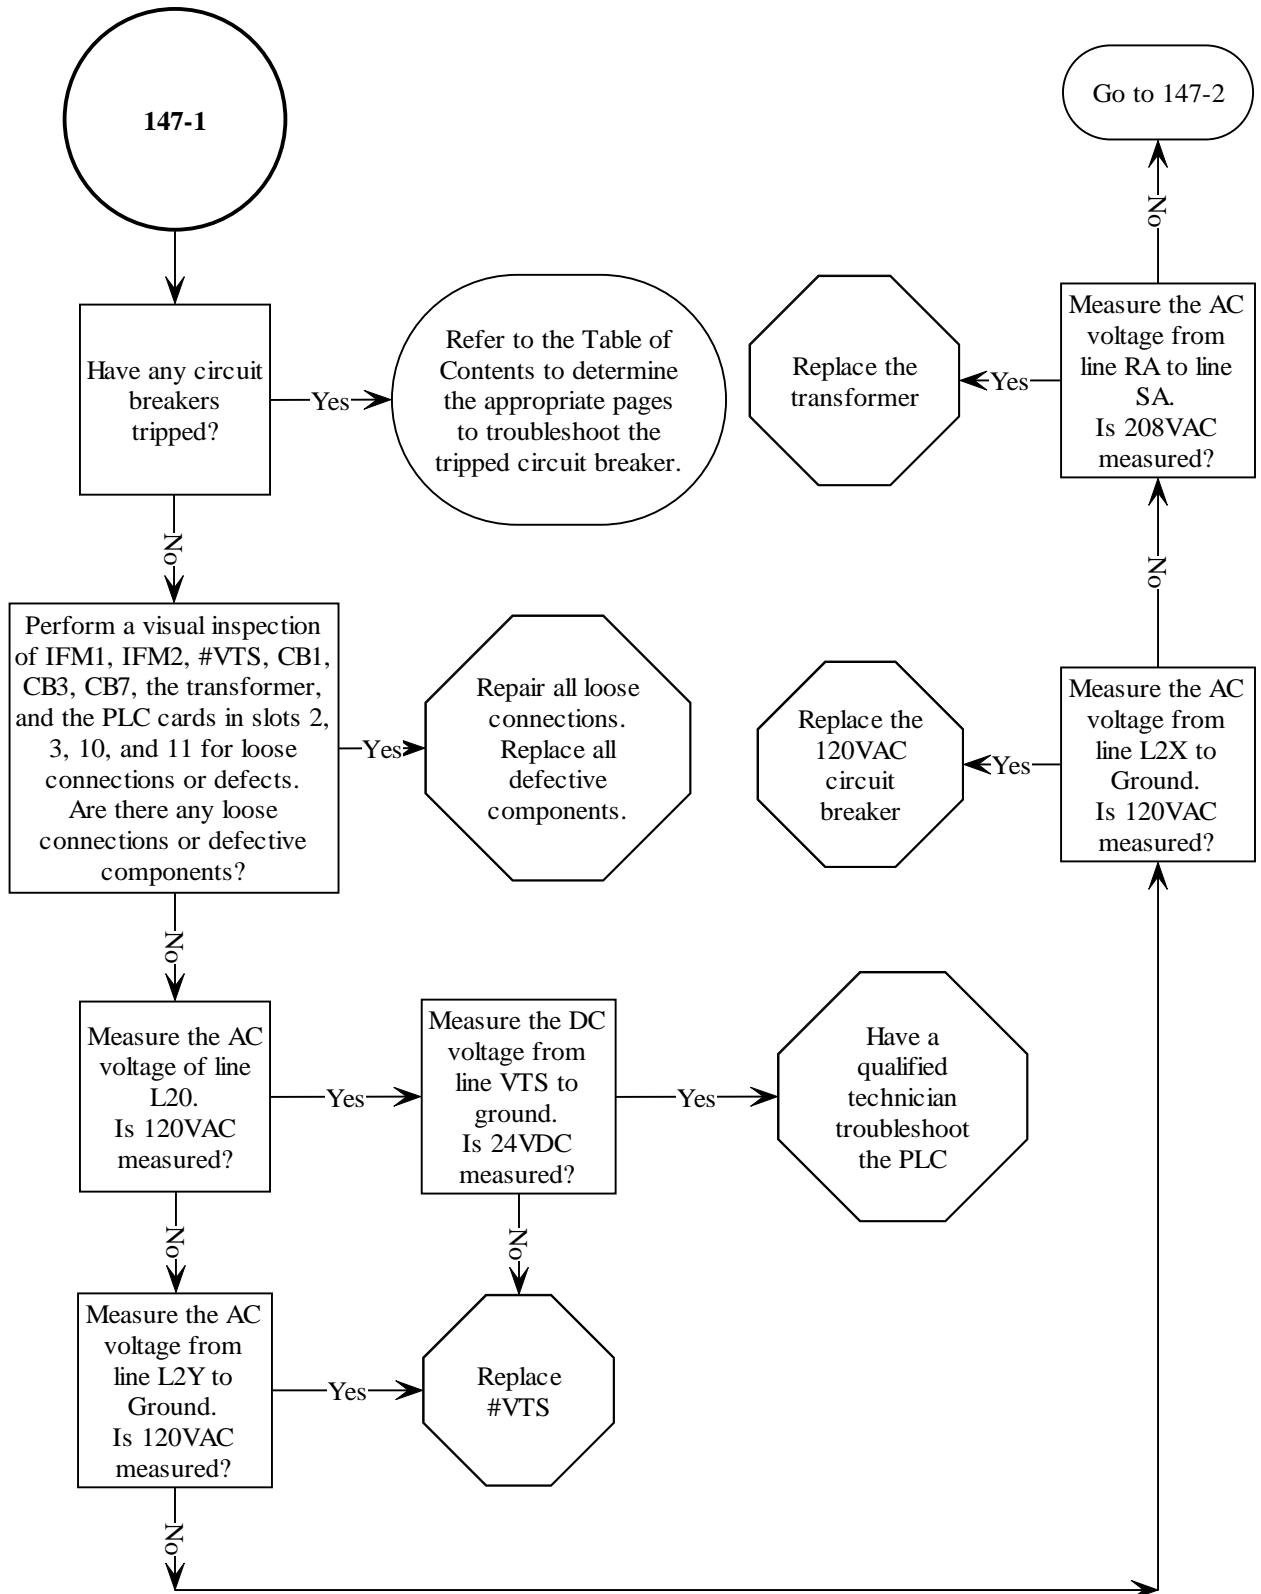 147-1
Have any circuit
breakers
tripped?
Yes
Refer to the Table of
Contents to determine
the appropriate pages
to troubleshoot the
tripped circuit breaker.
No
Perform a visual inspection
of IFM1, IFM2, #VTS, CB1,
CB3, CB7, the transformer,
and the PLC cards in slots 2,
3, 10, and 11 for loose
connections or defects.
Are there any loose
connections or defective
components?
Yes
Repair all loose
connections.
Replace all
defective
components.
No
Measure the AC
voltage of line
L20.
Is 120VAC
measured?
Yes
Measure the DC
voltage from
line VTS to
ground.
Is 24VDC
measured?
Yes
Have a
qualified
technician
troubleshoot
the PLC
No
No
Measure the AC
voltage from
line L2Y to
Ground.
Is 120VAC
measured?
Yes
Replace
#VTS
No
Measure the AC
voltage from
line L2X to
Ground.
Is 120VAC
measured?
Yes
Replace the
120VAC
circuit
breaker
No
Measure the AC
voltage from
line RA to line
SA.
Is 208VAC
measured?
Yes
Replace the
transformer
No
Go to 147-2